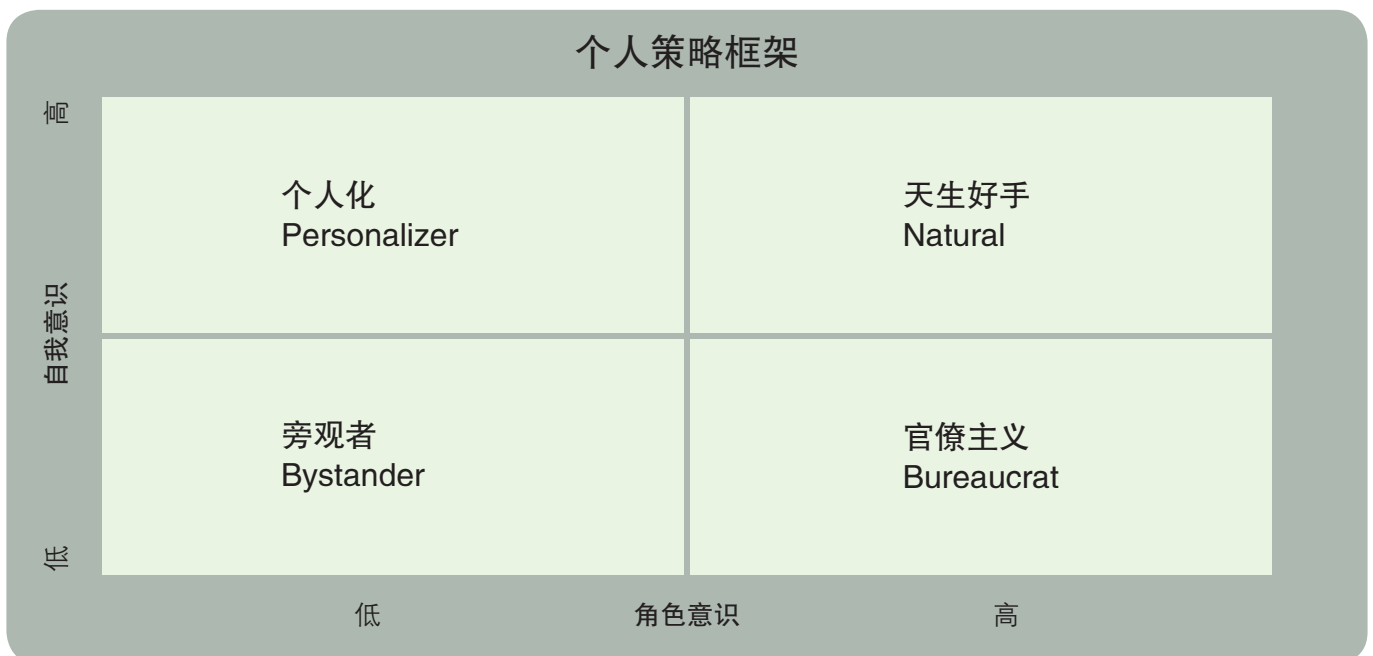 个人策略框架
高
个人化
Personalizer
天生好手
Natural
自我意识
旁观者
Bystander
官僚主义
Bureaucrat
低
低
角色意识
高